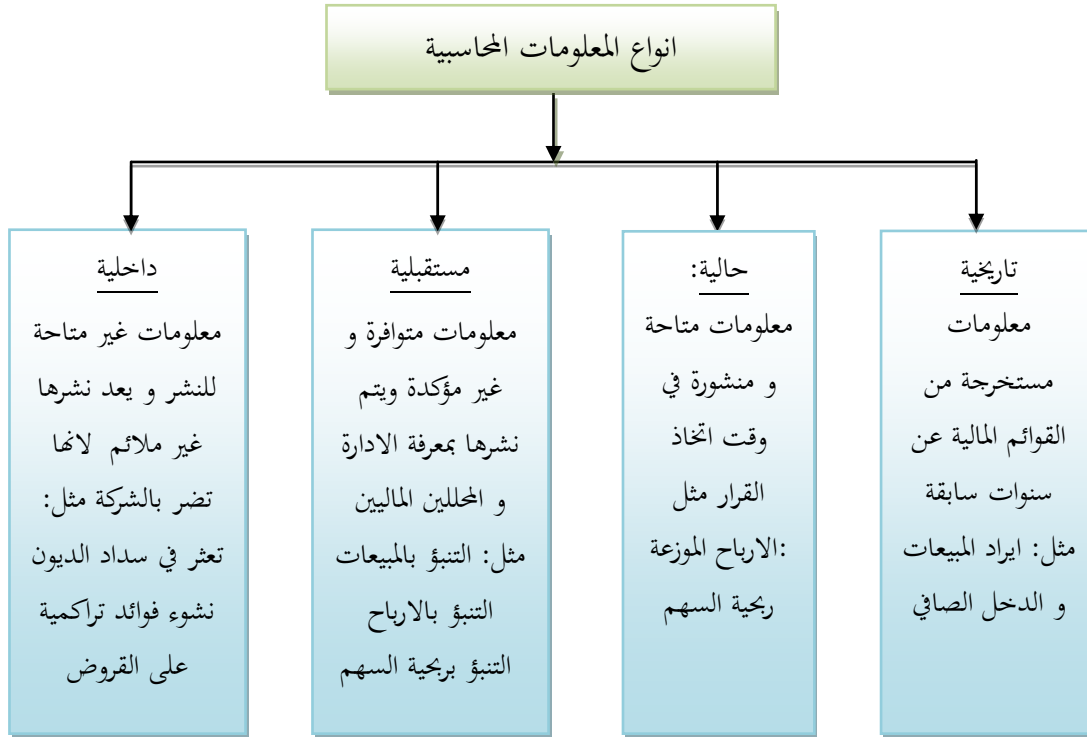 انواع المعلومات المحاسبية
تاريخية
معلومات
مستخرجة من
القوائم المالية عن
سنوات سابقة
مثل: ايراد المبيعات
و الدخل الصافي
حالية:
معلومات متاحة
و منشورة في
وقت اتخاذ
القرار مثل
:الارباح الموزعة
ربحية السهم
مستقبلية
معلومات متوافرة و
غير مؤكدة ويتم
نشرها بمعرفة الادارة
و المحللين الماليين
مثل: التنبؤ بالمبيعات
التنبؤ بالارباح
التنبؤ بربحية السهم
داخلية
معلومات غير متاحة
للنشر و يعد نشرها
غير ملائم لانها
تضر بالشركة مثل:
تعثر في سداد الديون
نشوء فوائد تراكمية
على القروض